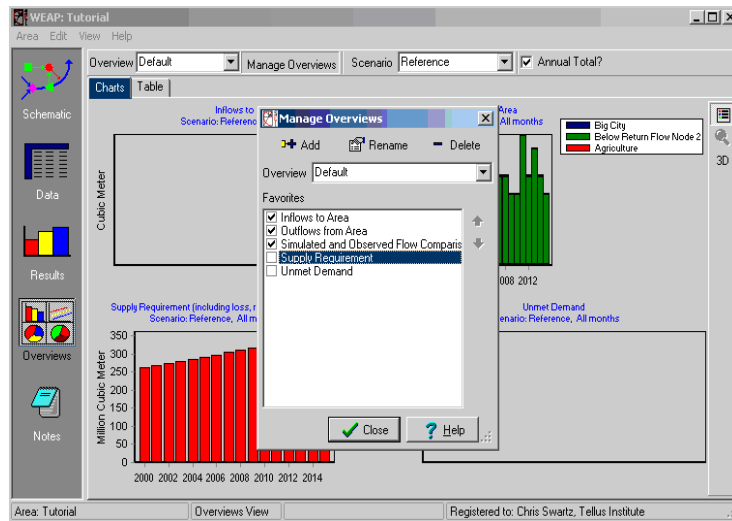 WEAP: Tutorial
Area Edit View Help
Overview Default Manage Overviews Scenario Reference Annual Total?
Charts Table
Schematic
Data
Results
Overviews
Notes
Inflows to
Scenario: Referenc
Cubic Meter
Area
All months
Big City
Below Return Flow Node 2
Agriculture
3D
008 2012
Manage Overviews
Add Rename Delete
Overview Default
Favorites
Inflows to Area
Outflows from Area
Simulated and Observed Flow Comparis
Supply Requirement
Unmet Demand
Close Help
Supply Requirement (including loss, r
Scenario: Reference, All m
Million Cubic Meter
350
300
250
200
150
100
50
0
2000 2002 2004 2006 2008 2010 2012 2014
Unmet Demand
enario: Reference, All months
Area: Tutorial Overviews View Registered to: Chris Swartz, Tellus Institute